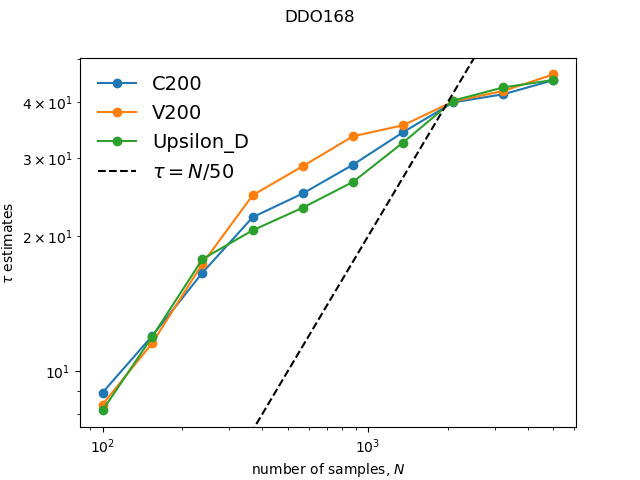 DDO168
C200
V200
Upsilon_D
τ = N/50
4 × 10¹
3 × 10¹
2 × 10¹
10¹
τ estimates
10² 10³
number of samples, N